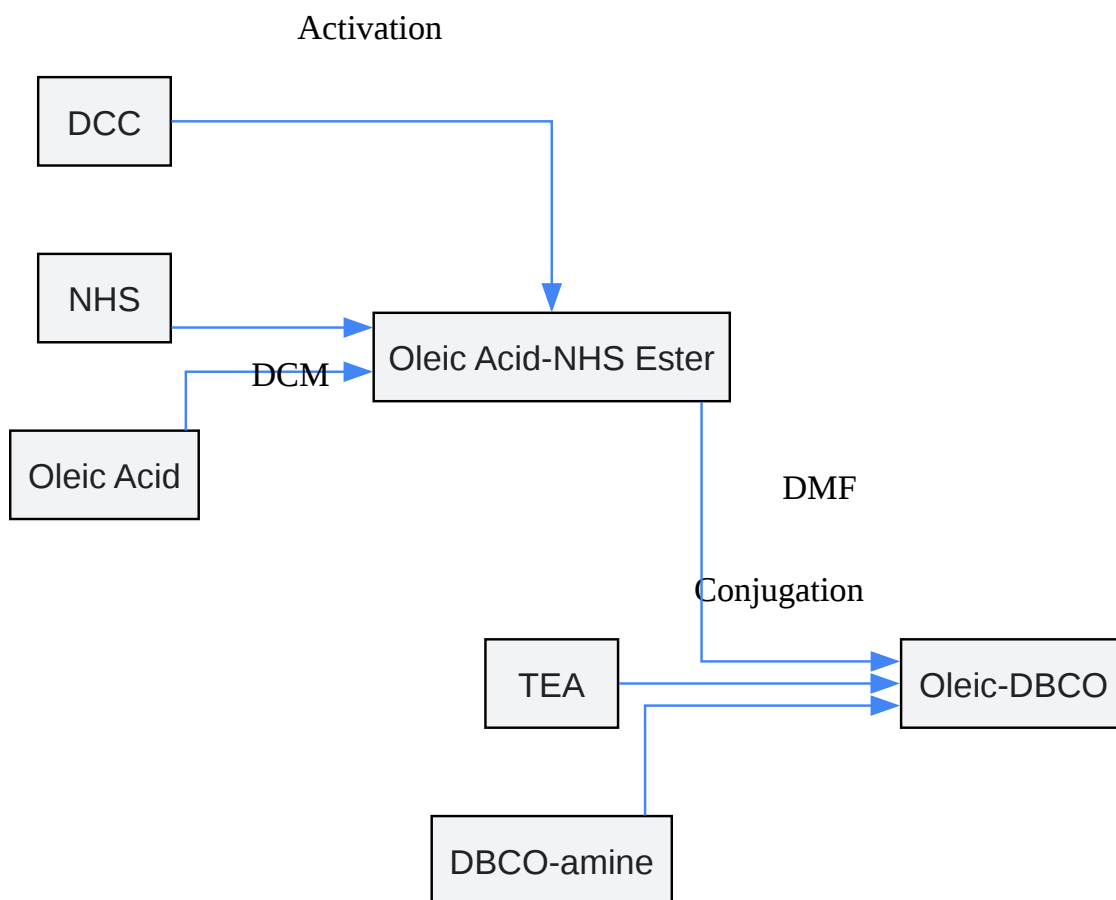 Activation
DCC
NHS
Oleic Acid-NHS Ester
DCM
Oleic Acid
DMF
Conjugation
TEA
Oleic-DBCO
DBCO-amine